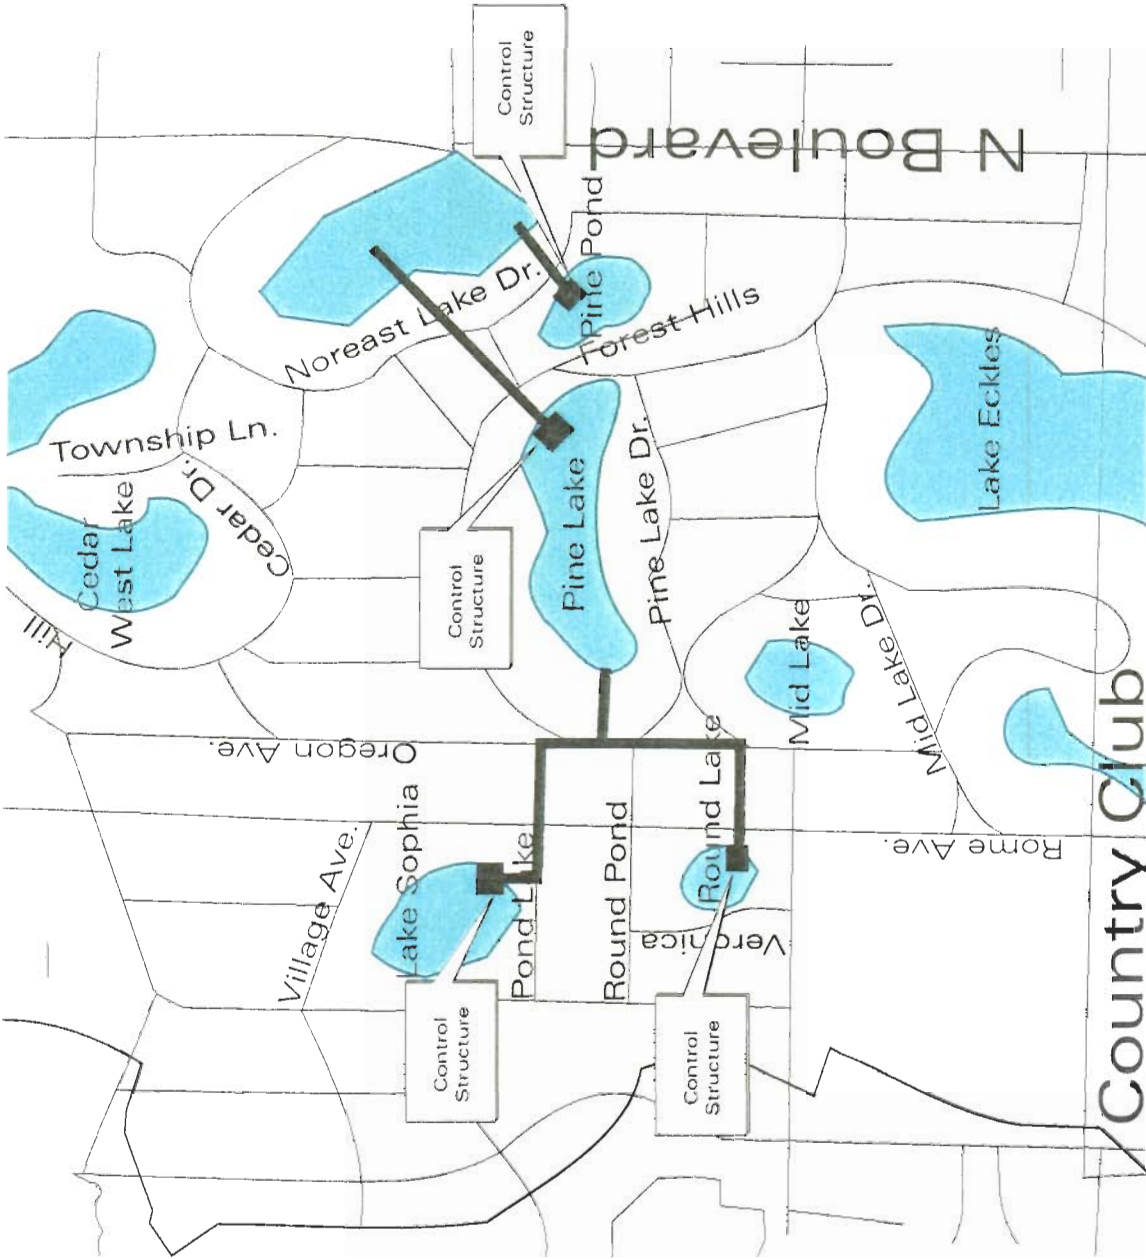 Control
Structure
N Boulevard
Pine Pond
Noreast Lake Dr.
Forest Hills
Township Ln.
Cedar Dr.
Cedar
West Lake
Hill
Lake Eckles
Pine Lake
Pine Lake Dr.
Control
Structure
Mid Lake
Mid Lake Dr.
Oregon Ave.
Round Lake
Lake Sophia
Pond Lake
Round Pond
Village Ave.
Rome Ave.
Veronica
Country Club
Control
Structure
Control
Structure